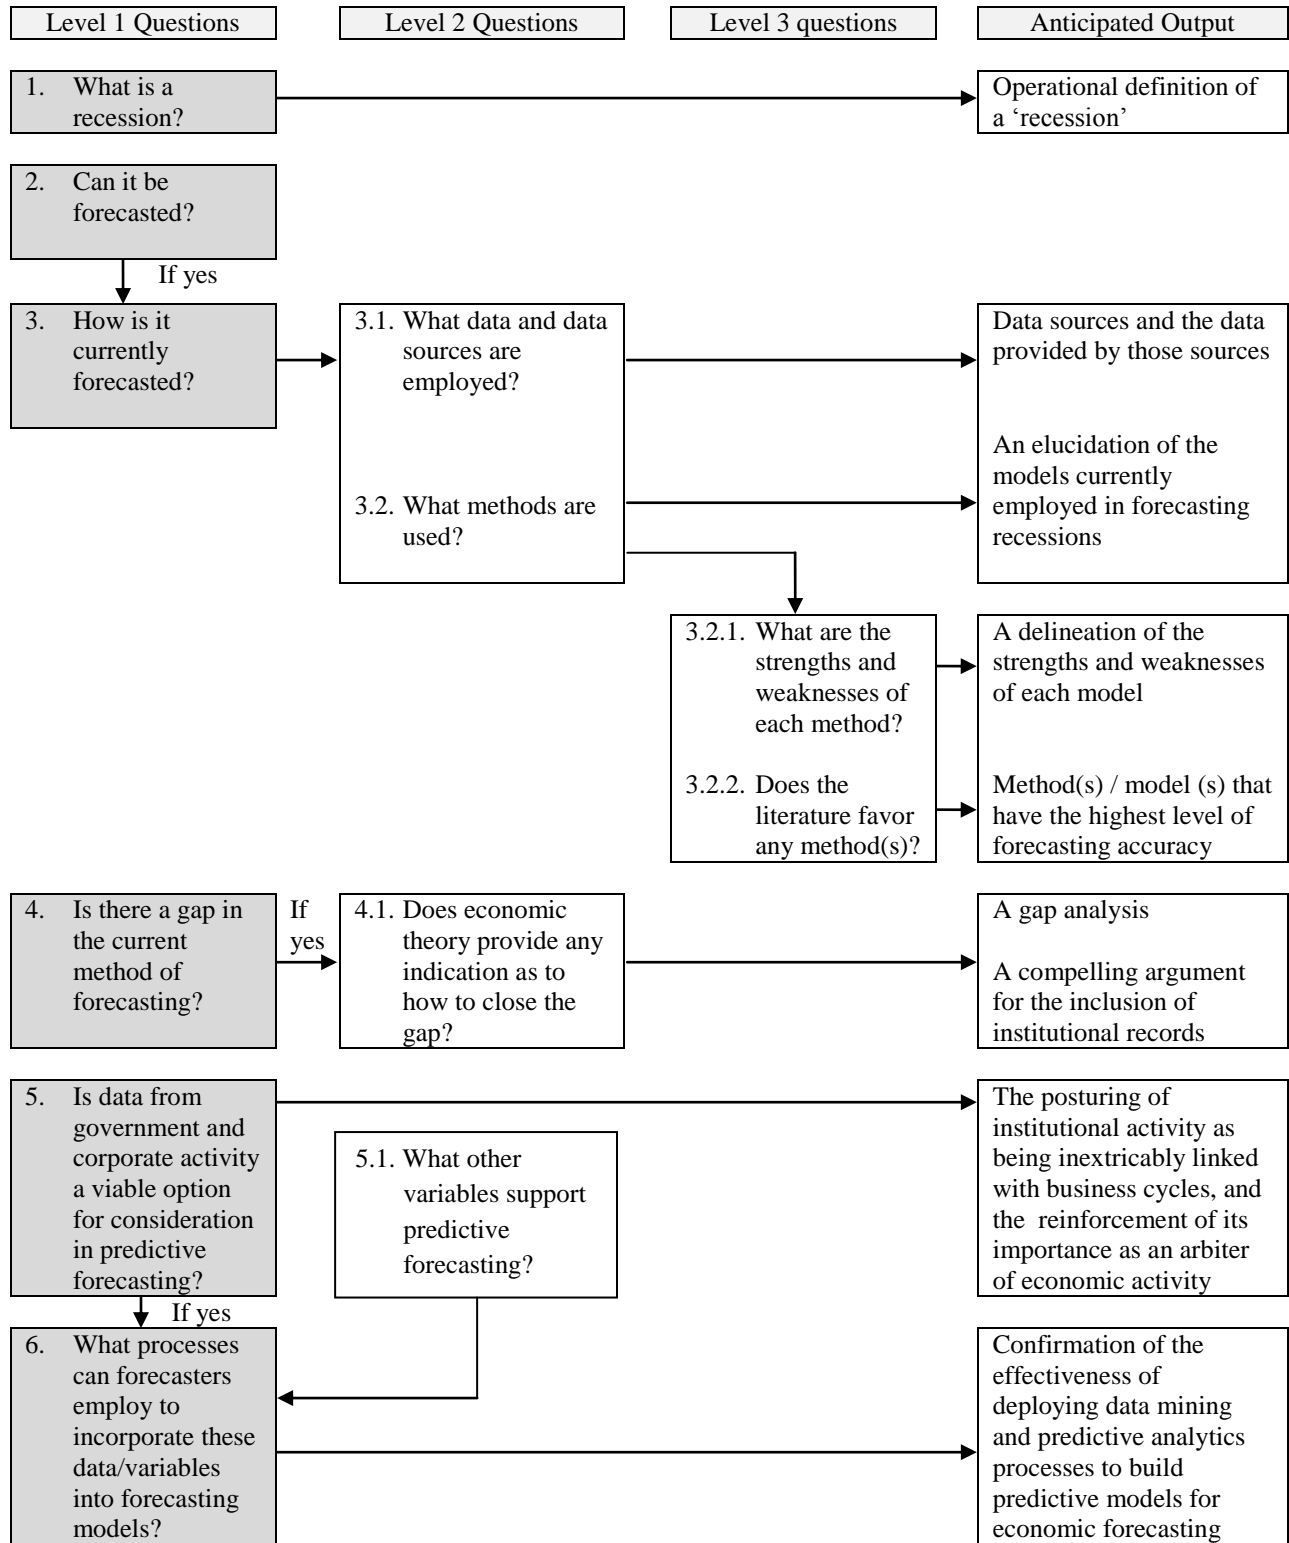 Level 1 Questions
Level 2 Questions
Level 3 questions
Anticipated Output
1. What is a
recession?
Operational definition of
a ‘recession’
2. Can it be
forecasted?
If yes
3. How is it
currently
forecasted?
3.1. What data and data
sources are
employed?
3.2. What methods are
used?
Data sources and the data
provided by those sources
An elucidation of the
models currently
employed in forecasting
recessions
3.2.1. What are the
strengths and
weaknesses of
each method?
3.2.2. Does the
literature favor
any method(s)?
A delineation of the
strengths and weaknesses
of each model
Method(s) / model (s) that
have the highest level of
forecasting accuracy
4. Is there a gap in
the current
method of
forecasting?
If
yes
4.1. Does economic
theory provide any
indication as to
how to close the
gap?
A gap analysis
A compelling argument
for the inclusion of
institutional records
5. Is data from
government and
corporate activity
a viable option
for consideration
in predictive
forecasting?
5.1. What other
variables support
predictive
forecasting?
The posturing of
institutional activity as
being inextricably linked
with business cycles, and
the reinforcement of its
importance as an arbiter
of economic activity
If yes
6. What processes
can forecasters
employ to
incorporate these
data/variables
into forecasting
models?
Confirmation of the
effectiveness of
deploying data mining
and predictive analytics
processes to build
predictive models for
economic forecasting